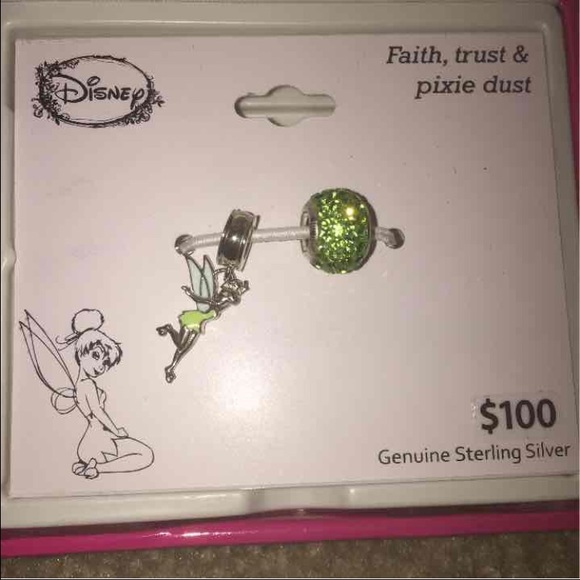 Disney
Faith, trust &
pixie dust
$100
Genuine Sterling Silver